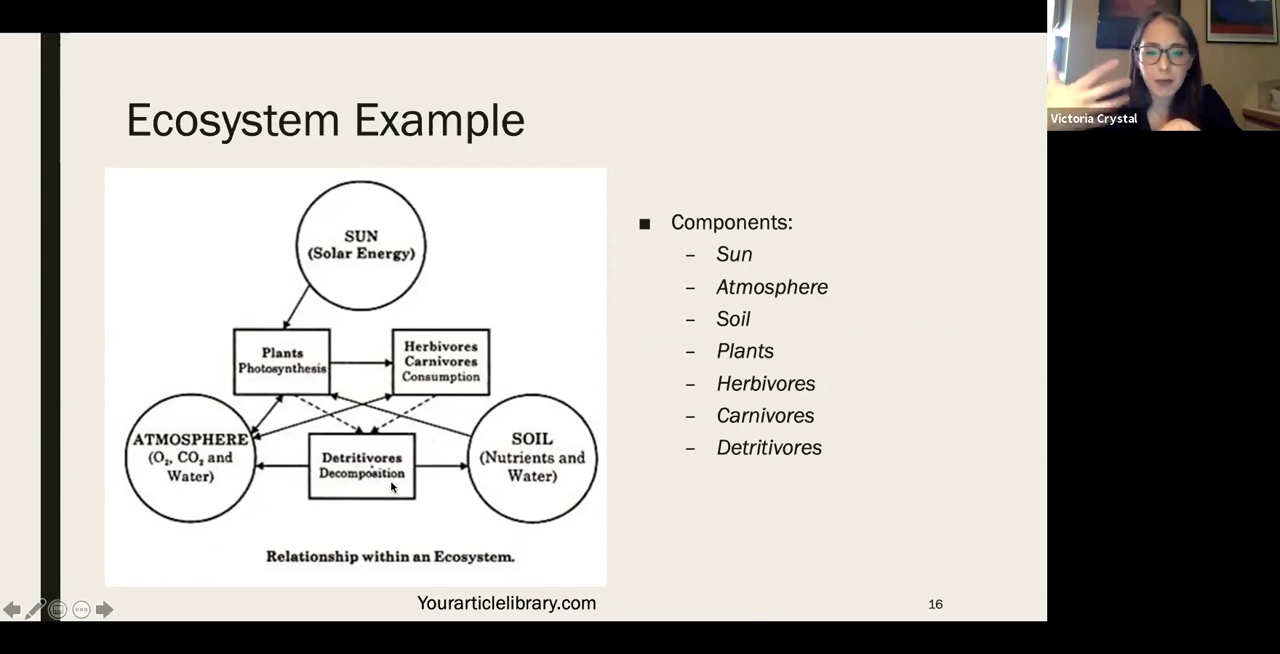 Ecosystem Example
SUN
(Solar Energy)
Plants
Photosynthesis
Herbivores
Carnivores
Consumption
ATMOSPHERE
(O₂, CO₂ and
Water)
Detritivores
Decomposition
SOIL
(Nutrients and
Water)
Relationship within an Ecosystem.
Yourarticlelibrary.com
■ Components:
– Sun
– Atmosphere
– Soil
– Plants
– Herbivores
– Carnivores
– Detritivores
16
Victoria Crystal